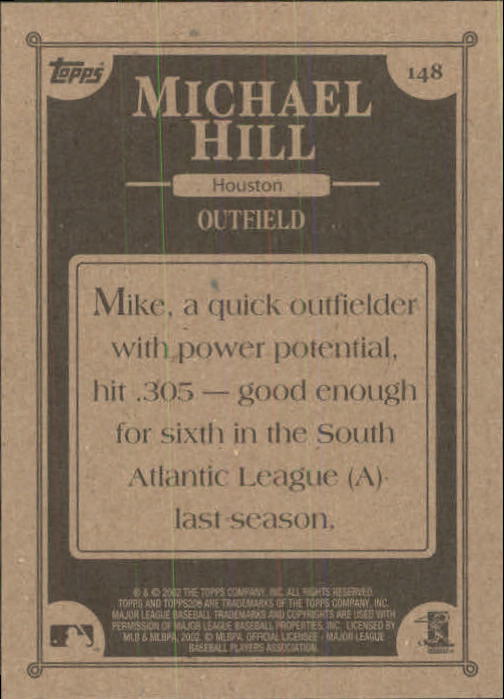 Topps
148
MICHAEL
HILL
Houston
OUTFIELD
Mike, a quick outfielder
with power potential,
hit .305 — good enough
for sixth in the South
Atlantic League (A)
last season.
® & © 2002 THE TOPPS COMPANY, INC. ALL RIGHTS RESERVED.
TOPPS AND TOPPS206 ARE TRADEMARKS OF THE TOPPS COMPANY, INC.
MAJOR LEAGUE BASEBALL TRADEMARKS AND COPYRIGHTS ARE USED WITH
PERMISSION OF MAJOR LEAGUE BASEBALL PROPERTIES, INC. LICENSED BY
MLB & MLBPA, 2002. © MLBPA. OFFICIAL LICENSEE - MAJOR LEAGUE
BASEBALL PLAYERS ASSOCIATION.